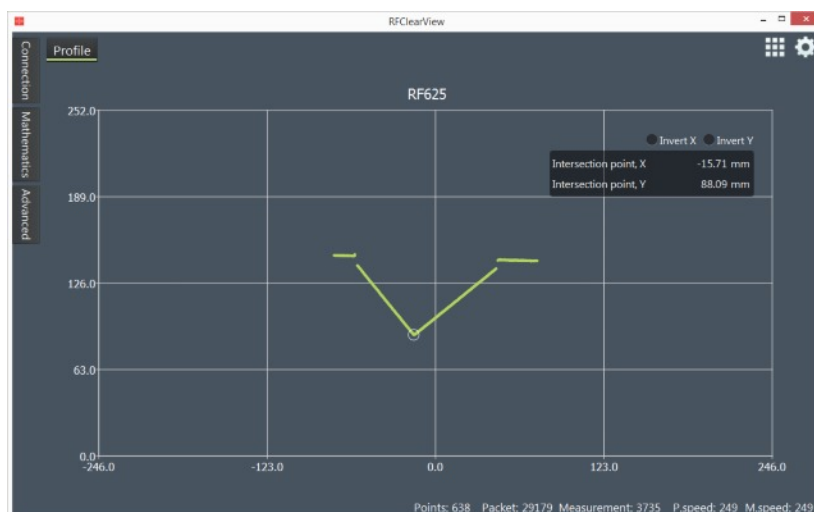 RFClearView
Profile
Connection
Mathematics
Advanced
RF625
252.0
189.0
126.0
63.0
0.0
-246.0 -123.0 0.0 123.0 246.0
Invert X Invert Y
Intersection point, X -15.71 mm
Intersection point, Y 88.09 mm
Points: 638 Packet: 29179 Measurement: 3735 P.speed: 249 M.speed: 249